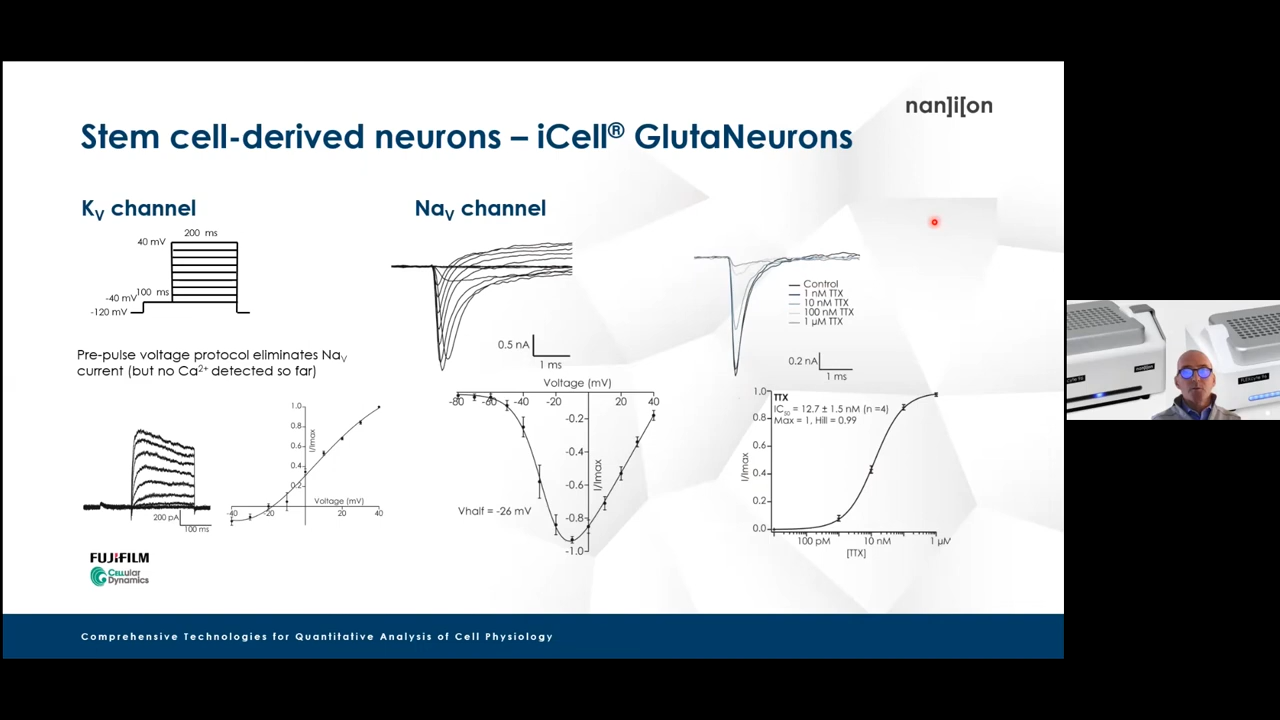 nan]i[on
Stem cell-derived neurons – iCell® GlutaNeurons
KV channel
200 ms
40 mV
100 ms
-40 mV
-120 mV
Pre-pulse voltage protocol eliminates NaV
current (but no Ca2+ detected so far)
200 pA
100 ms
1.0
0.8
0.6
0.4
0.2
I/Imax
Voltage (mV)
-40
-20
20
40
FUJIFILM
Cellular
Dynamics
NaV channel
0.5 nA
1 ms
Voltage (mV)
-80
-60
-40
-20
20
40
-0.2
-0.4
-0.6
-0.8
-1.0
I/Imax
Vhalf = -26 mV
Control
1 nM TTX
10 nM TTX
100 nM TTX
1 µM TTX
0.2 nA
1 ms
TTX
IC50 = 12.7 ± 1.5 nM (n =4)
Max = 1, Hill = 0.99
1.0
0.8
0.6
0.4
0.2
0.0
I/Imax
100 pM
10 nM
1 µM
[TTX]
Comprehensive Technologies for Quantitative Analysis of Cell Physiology